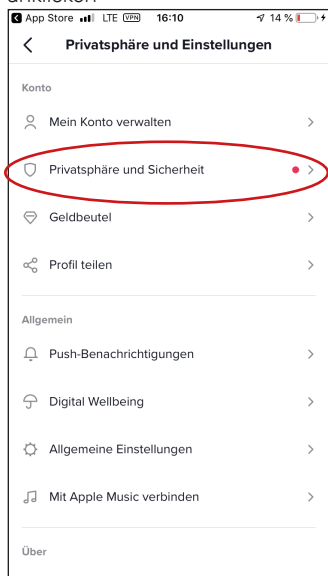 anklicken
App Store LTE VPN 16:10 14 %
Privatsphäre und Einstellungen
Konto
Mein Konto verwalten
Privatsphäre und Sicherheit
Geldbeutel
Profil teilen
Allgemein
Push-Benachrichtigungen
Digital Wellbeing
Allgemeine Einstellungen
Mit Apple Music verbinden
Über